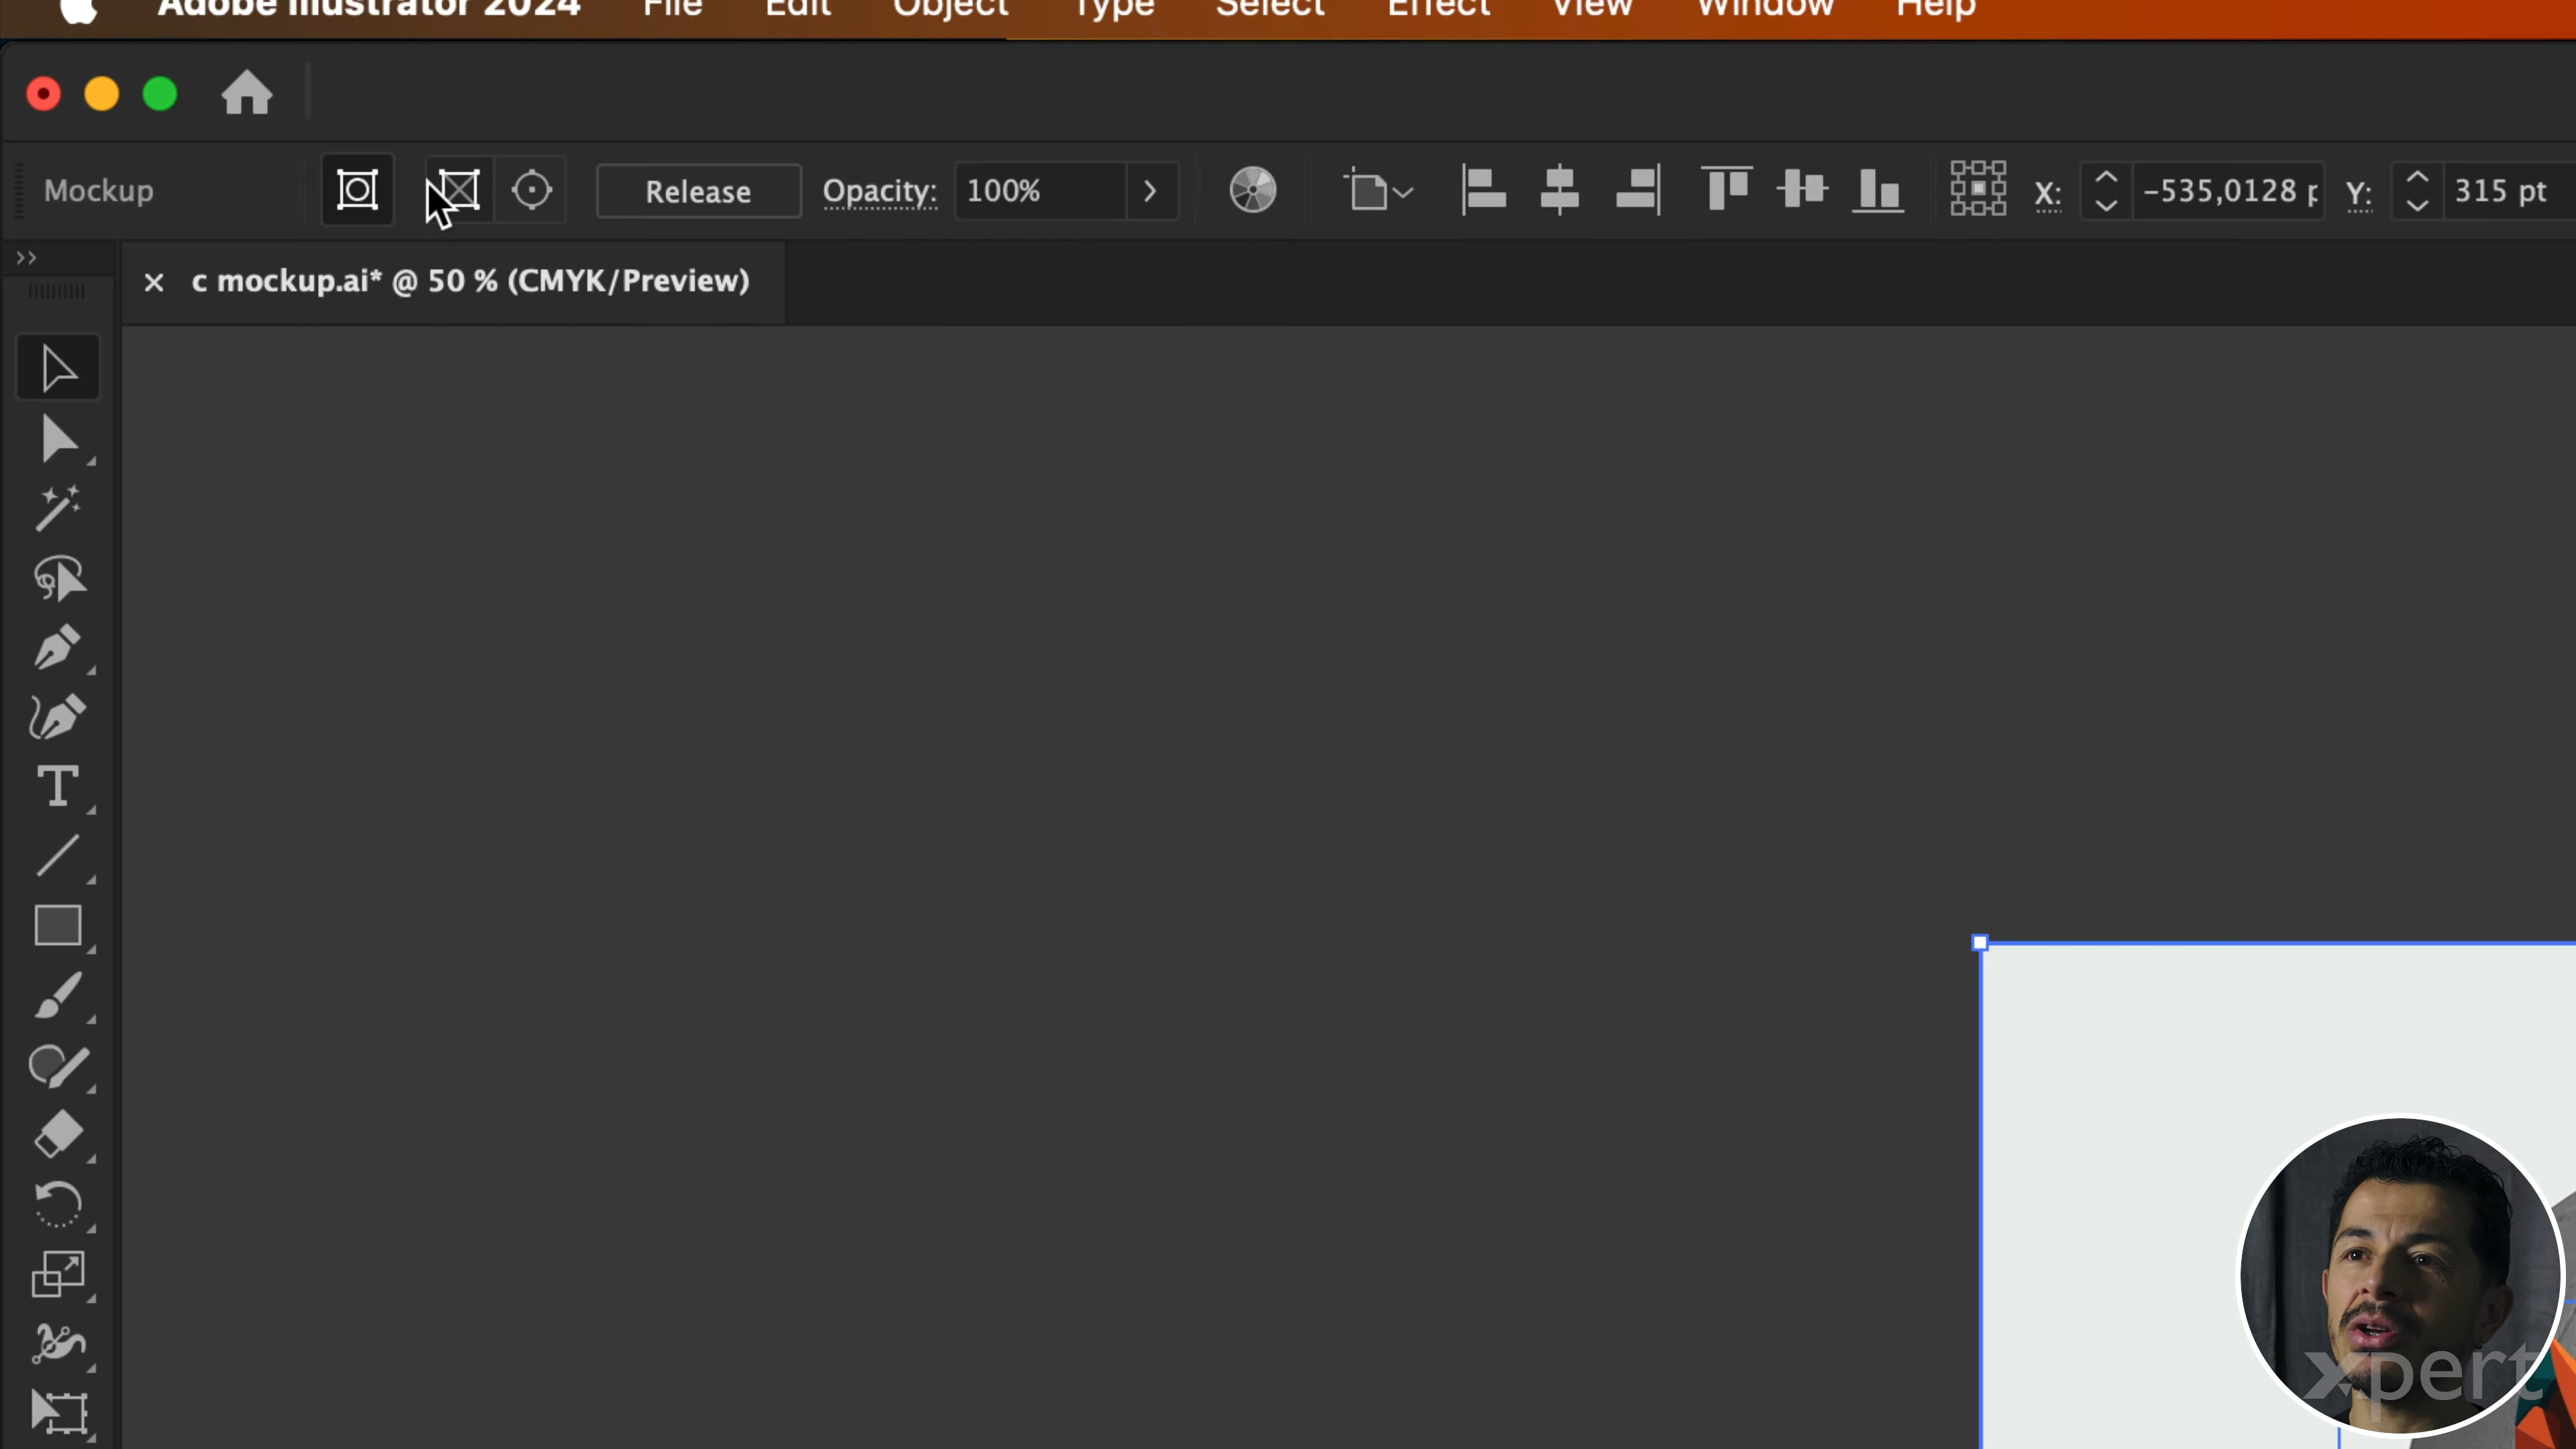 Adobe Illustrator 2024 File Edit Object Type Select Effect View Window Help
Mockup Release Opacity: 100% X: -535,0128 p Y: 315 pt
c mockup.ai* @ 50 % (CMYK/Preview)
xpert